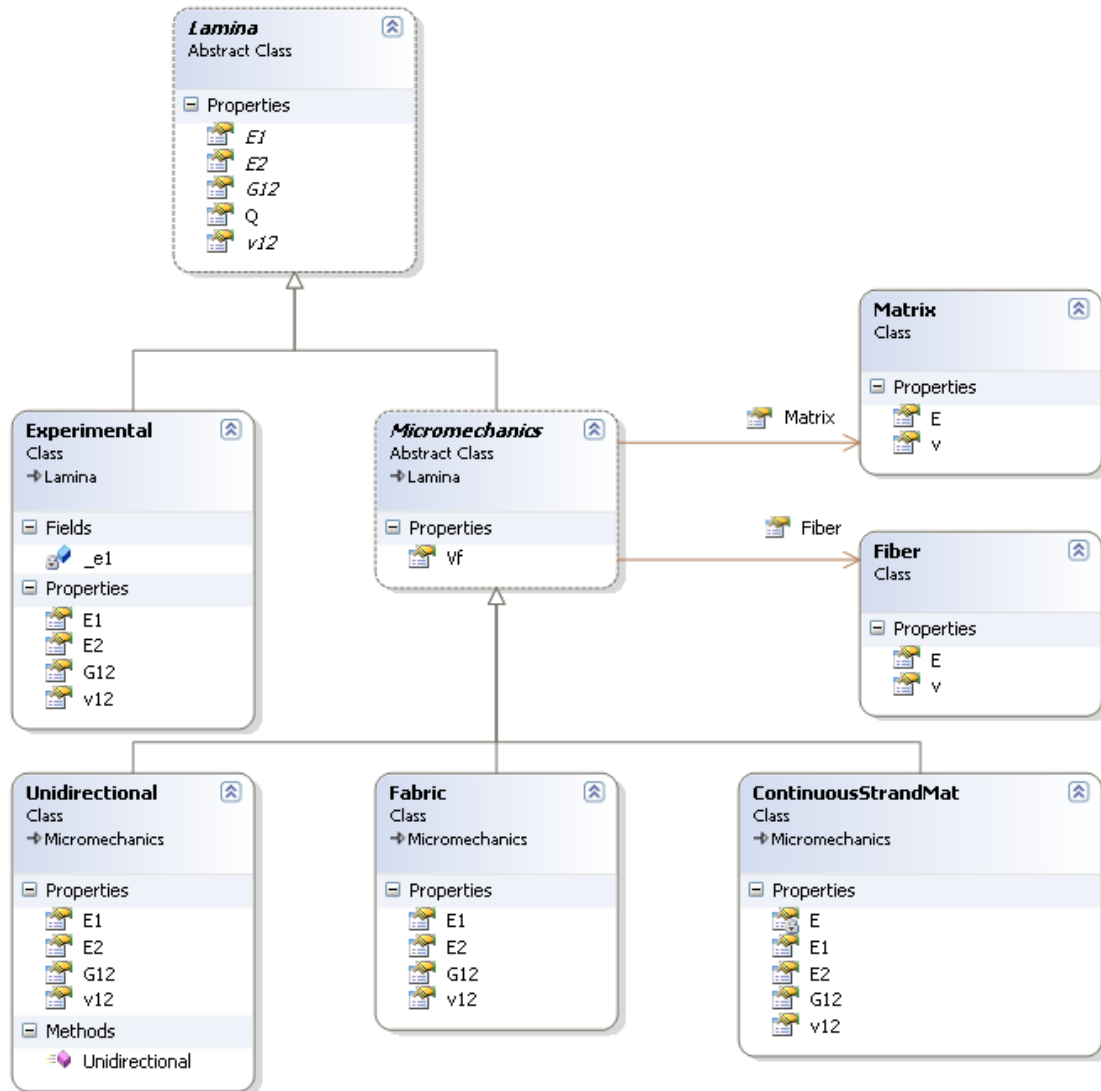 Lamina
Abstract Class
Properties
E1
E2
G12
Q
v12
Matrix
Class
Properties
E
v
Experimental
Class
Lamina
Fields
_e1
Properties
E1
E2
G12
v12
Micromechanics
Abstract Class
Lamina
Properties
Vf
Matrix
Fiber
Fiber
Class
Properties
E
v
Unidirectional
Class
Micromechanics
Properties
E1
E2
G12
v12
Methods
Unidirectional
Fabric
Class
Micromechanics
Properties
E1
E2
G12
v12
ContinuousStrandMat
Class
Micromechanics
Properties
E
E1
E2
G12
v12